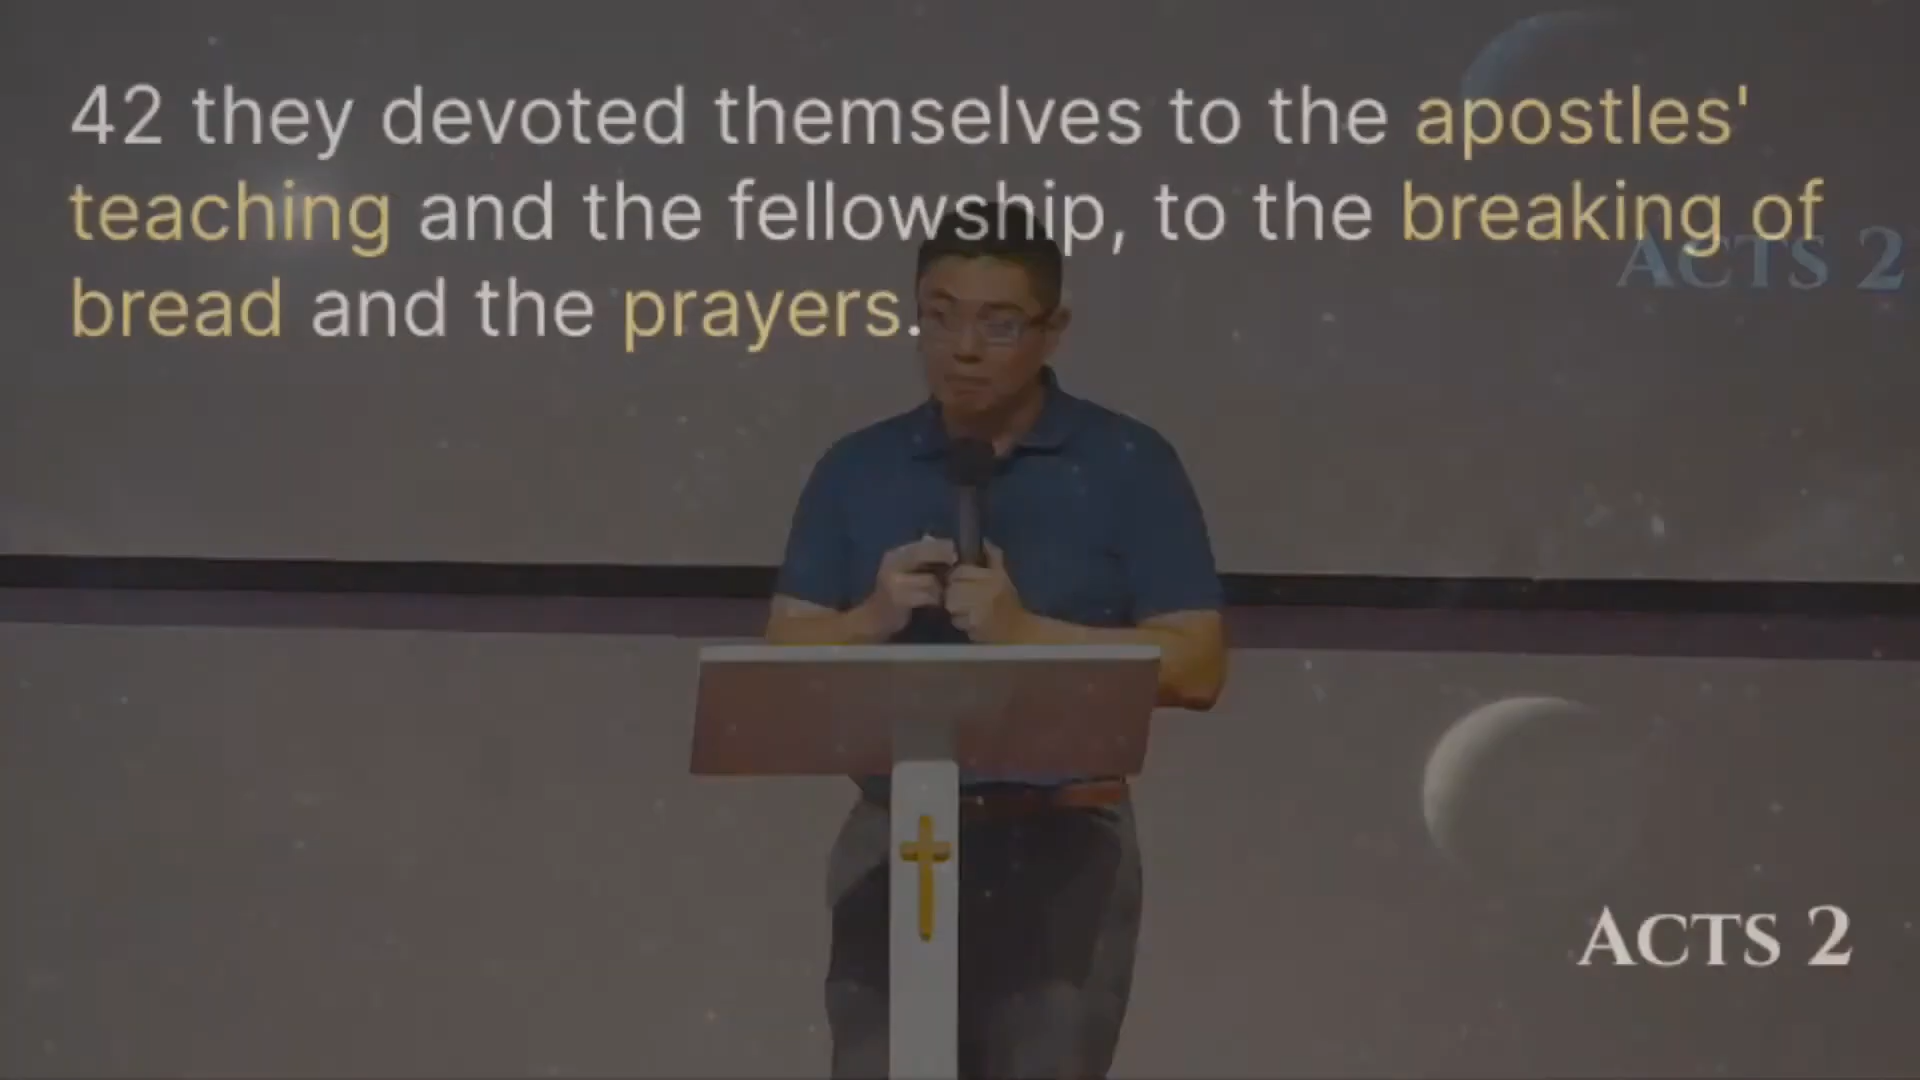 42 they devoted themselves to the apostles'
teaching and the fellowship, to the breaking of
bread and the prayers.
ACTS 2
ACTS 2